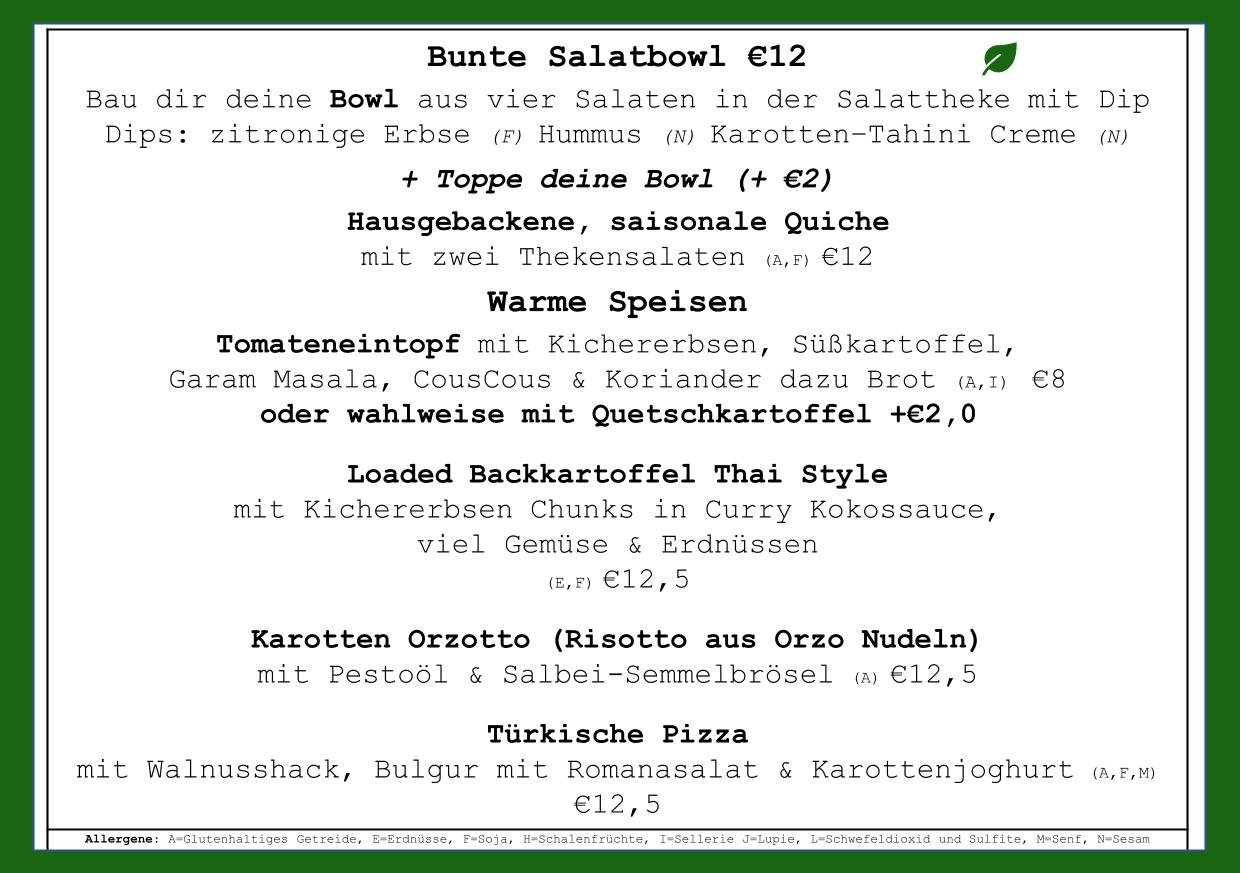 Bunte Salatbowl €12
Bau dir deine Bowl aus vier Salaten in der Salattheke mit Dip
Dips: zitronige Erbse (F) Hummus (N) Karotten-Tahini Creme (N)
+ Toppe deine Bowl (+ €2)
Hausgebackene, saisonale Quiche
mit zwei Thekensalaten (A,F) €12
Warme Speisen
Tomateneintopf mit Kichererbsen, Süßkartoffel,
Garam Masala, CousCous & Koriander dazu Brot (A,I) €8
oder wahlweise mit Quetschkartoffel +€2,0
Loaded Backkartoffel Thai Style
mit Kichererbsen Chunks in Curry Kokossauce,
viel Gemüse & Erdnüssen
(E,F) €12,5
Karotten Orzotto (Risotto aus Orzo Nudeln)
mit Pestoöl & Salbei-Semmelbrösel (A) €12,5
Türkische Pizza
mit Walnusshack, Bulgur mit Romanasalat & Karottenjoghurt (A,F,M)
€12,5
Allergene: A=Glutenhaltiges Getreide, E=Erdnüsse, F=Soja, H=Schalenfrüchte, I=Sellerie J=Lupie, L=Schwefeldioxid und Sulfite, M=Senf, N=Sesam